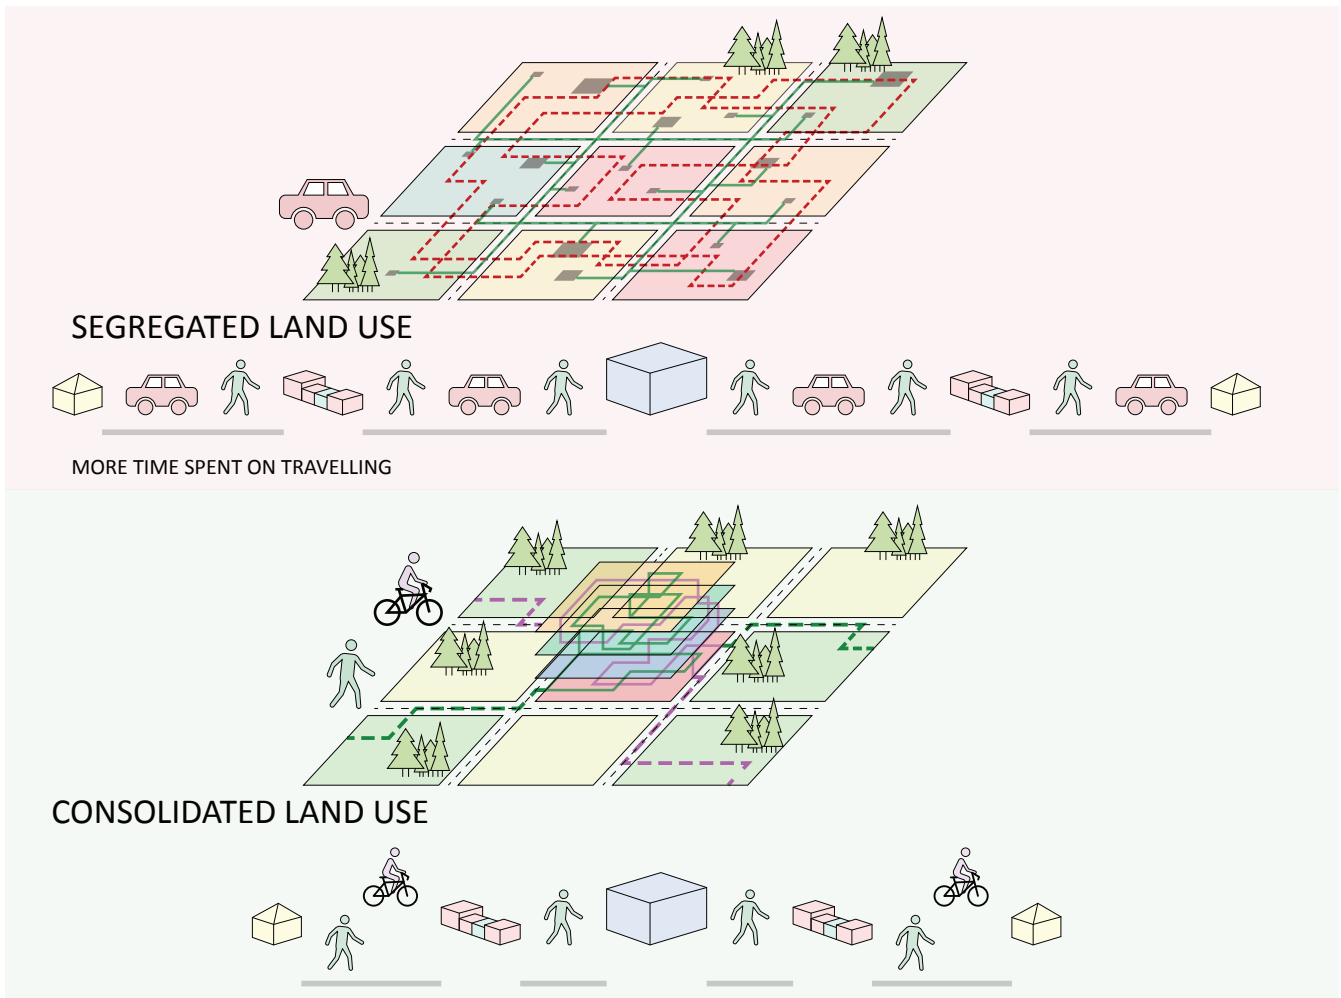 SEGREGATED LAND USE
MORE TIME SPENT ON TRAVELLING
CONSOLIDATED LAND USE